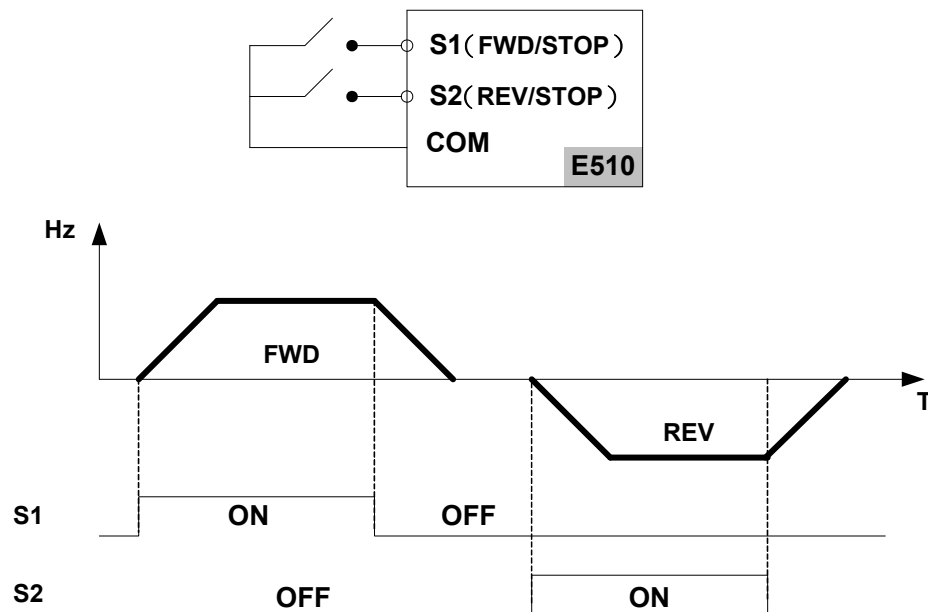 S1(FWD/STOP)
S2(REV/STOP)
COM
E510
Hz
FWD
T
REV
S1 ON OFF
S2 OFF ON